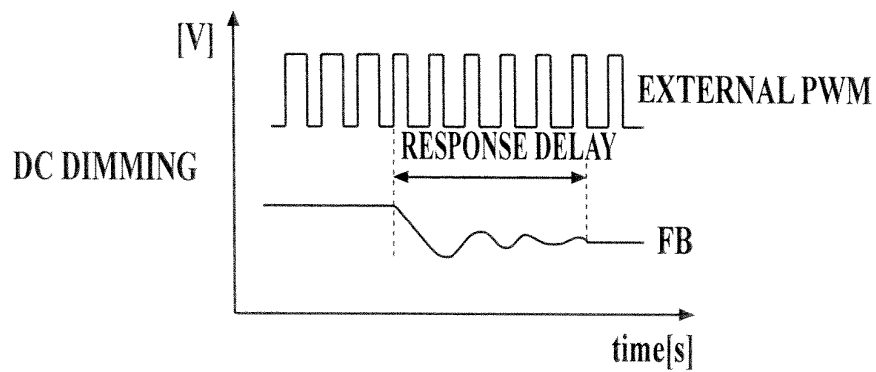 [V]
EXTERNAL PWM
RESPONSE DELAY
DC DIMMING
FB
time[s]